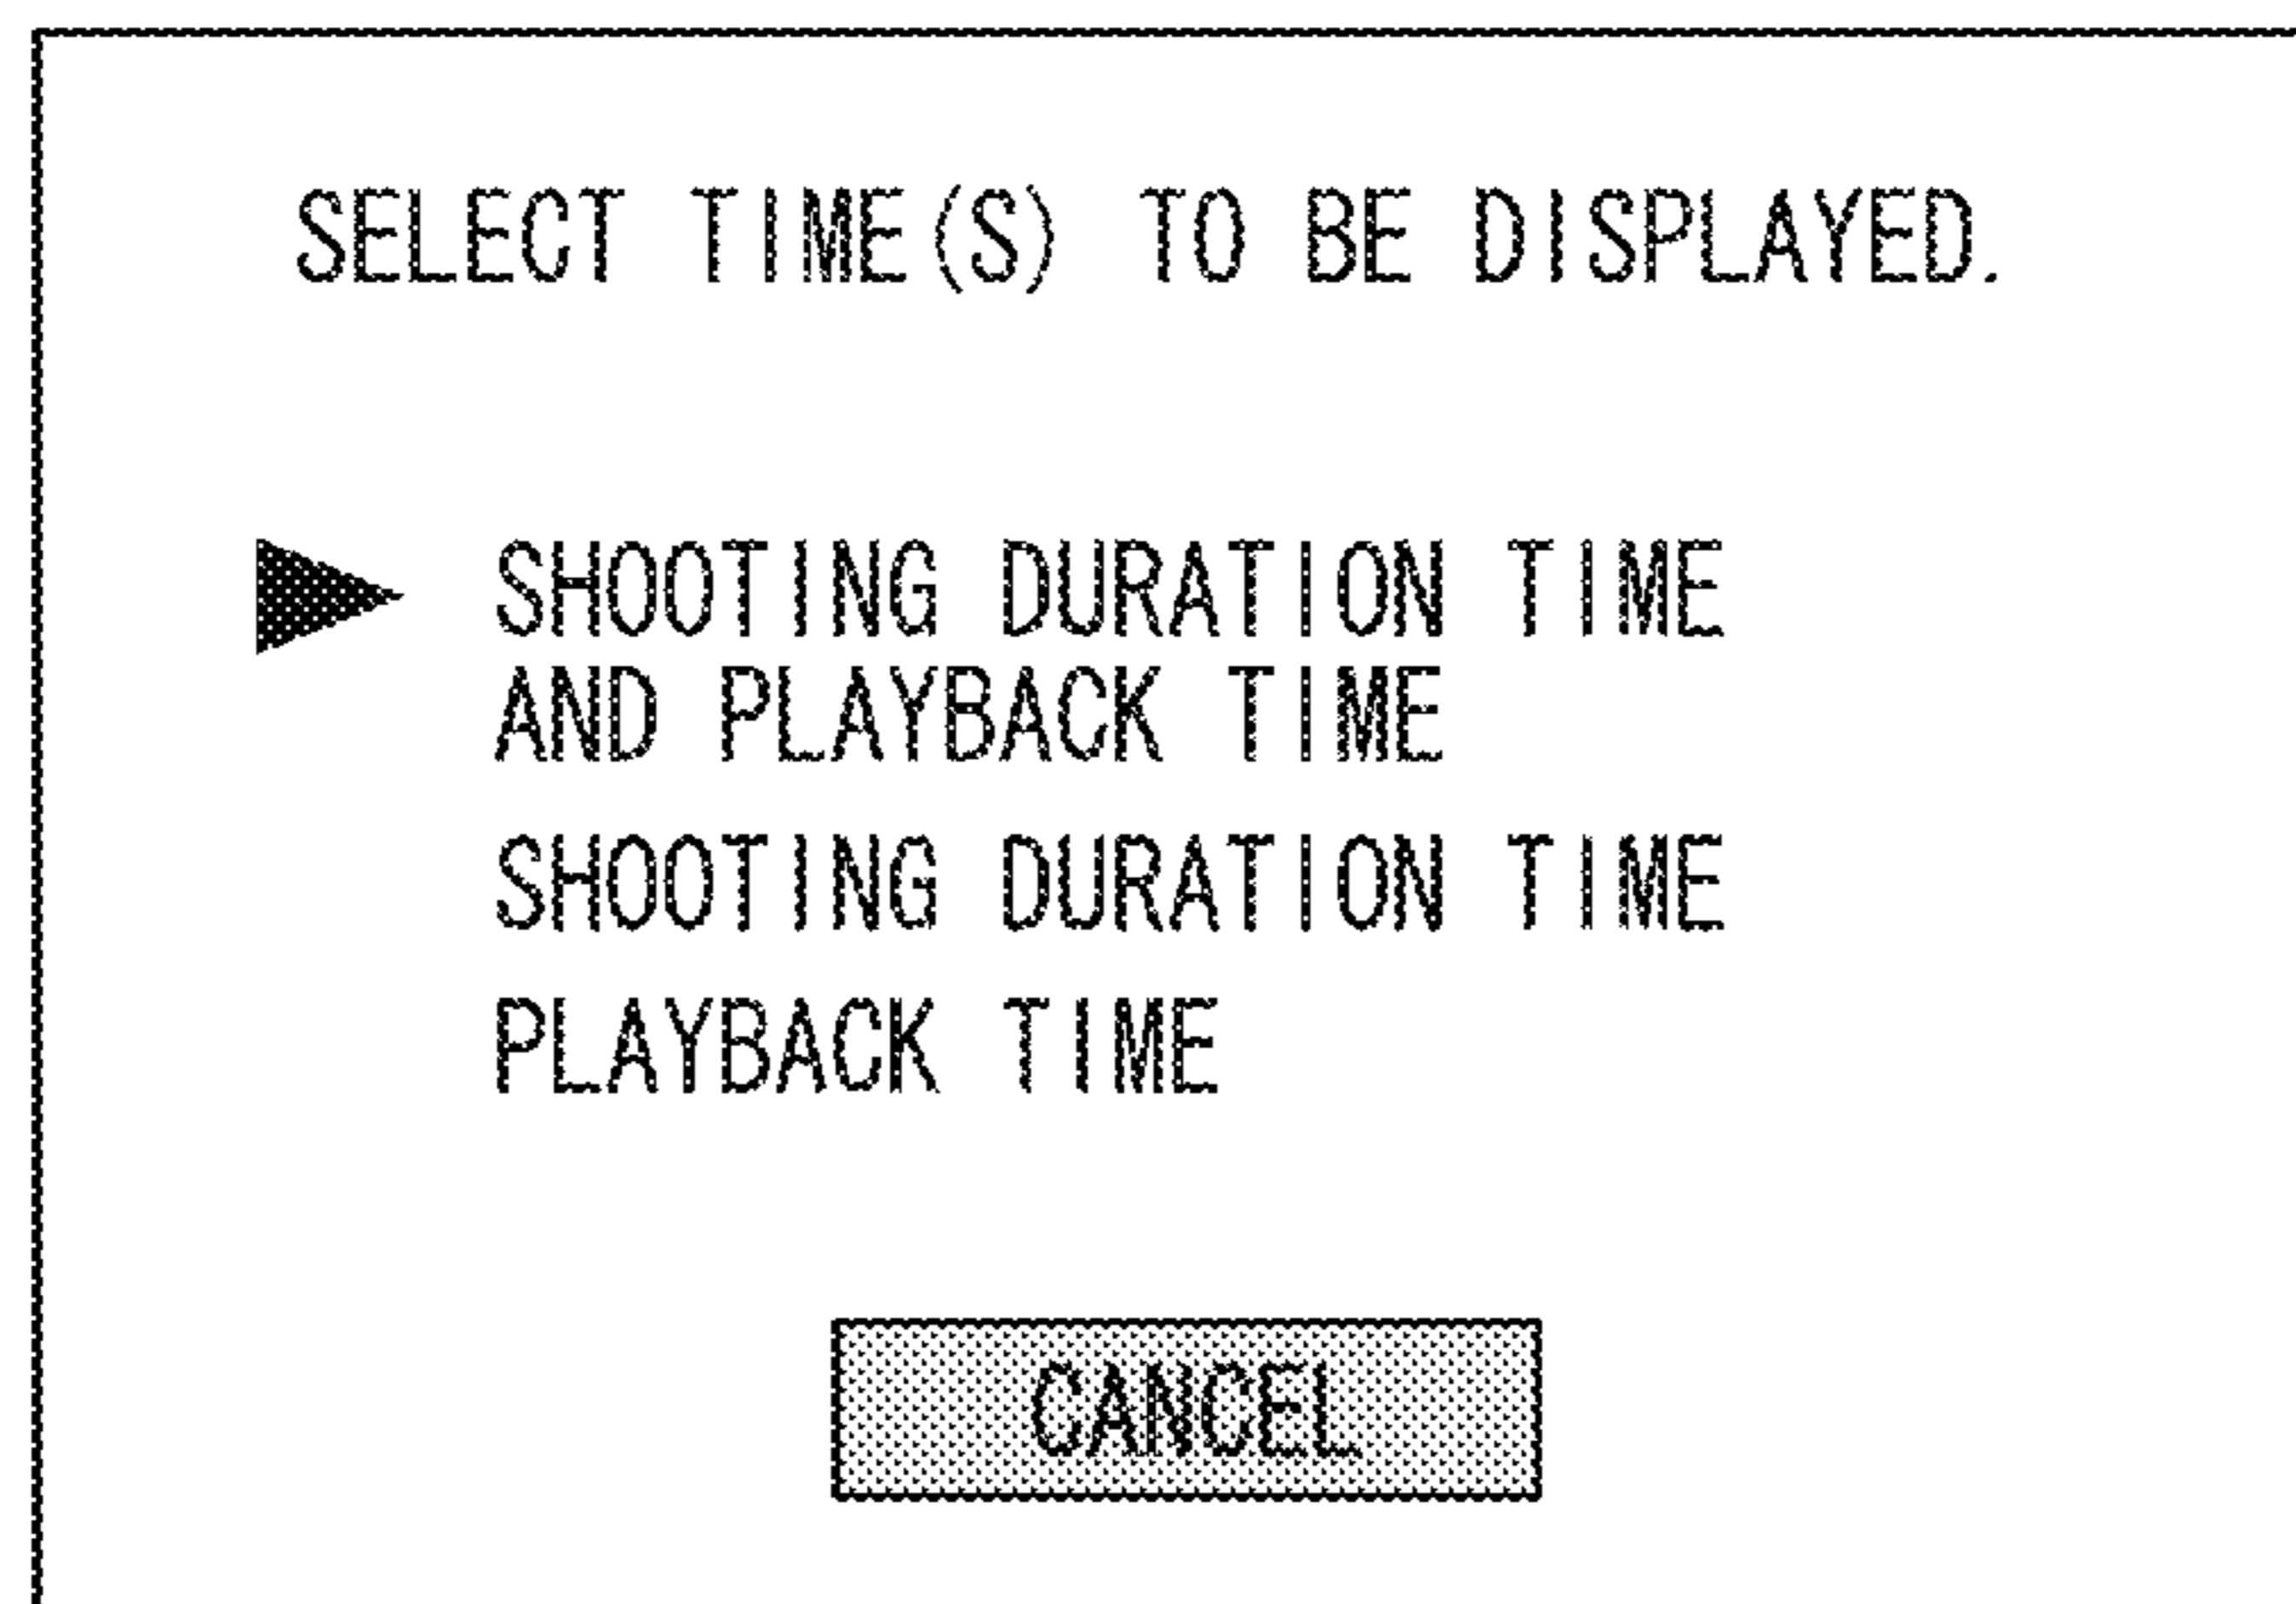 SELECT TIME(S) TO BE DISPLAYED.
SHOOTING DURATION TIME
AND PLAYBACK TIME
SHOOTING DURATION TIME
PLAYBACK TIME
CANCEL